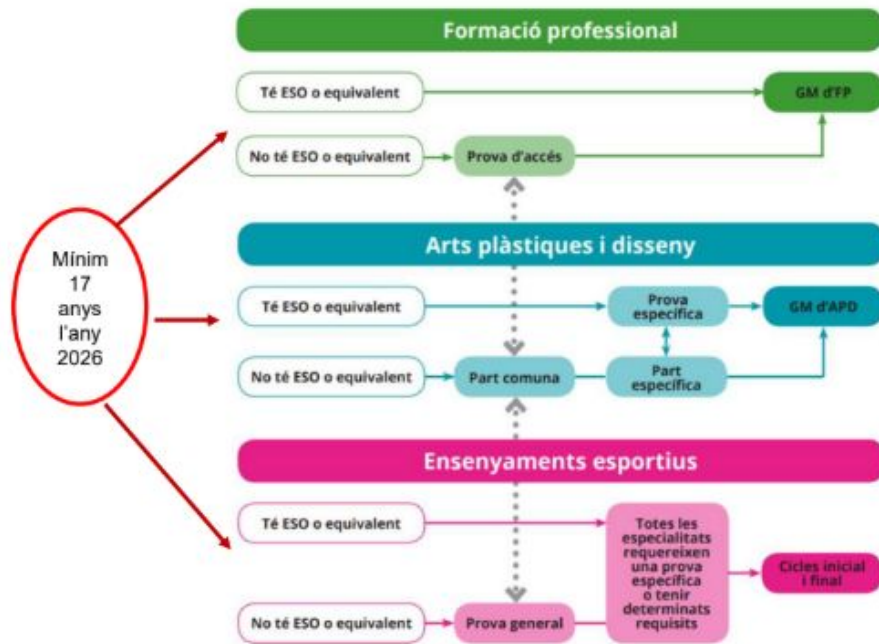 Formació professional
Té ESO o equivalent
GM d'FP
No té ESO o equivalent
Prova d'accés
Mínim
17
anys
l'any
2026
Arts plàstiques i disseny
Té ESO o equivalent
Prova
específica
GM d'APD
No té ESO o equivalent
Part comuna
Part
específica
Ensenyaments esportius
Té ESO o equivalent
Totes les
especialitats
requereixen
una prova
específica
o tenir
determinats
requisits
Cicles inicial
i final
No té ESO o equivalent
Prova general